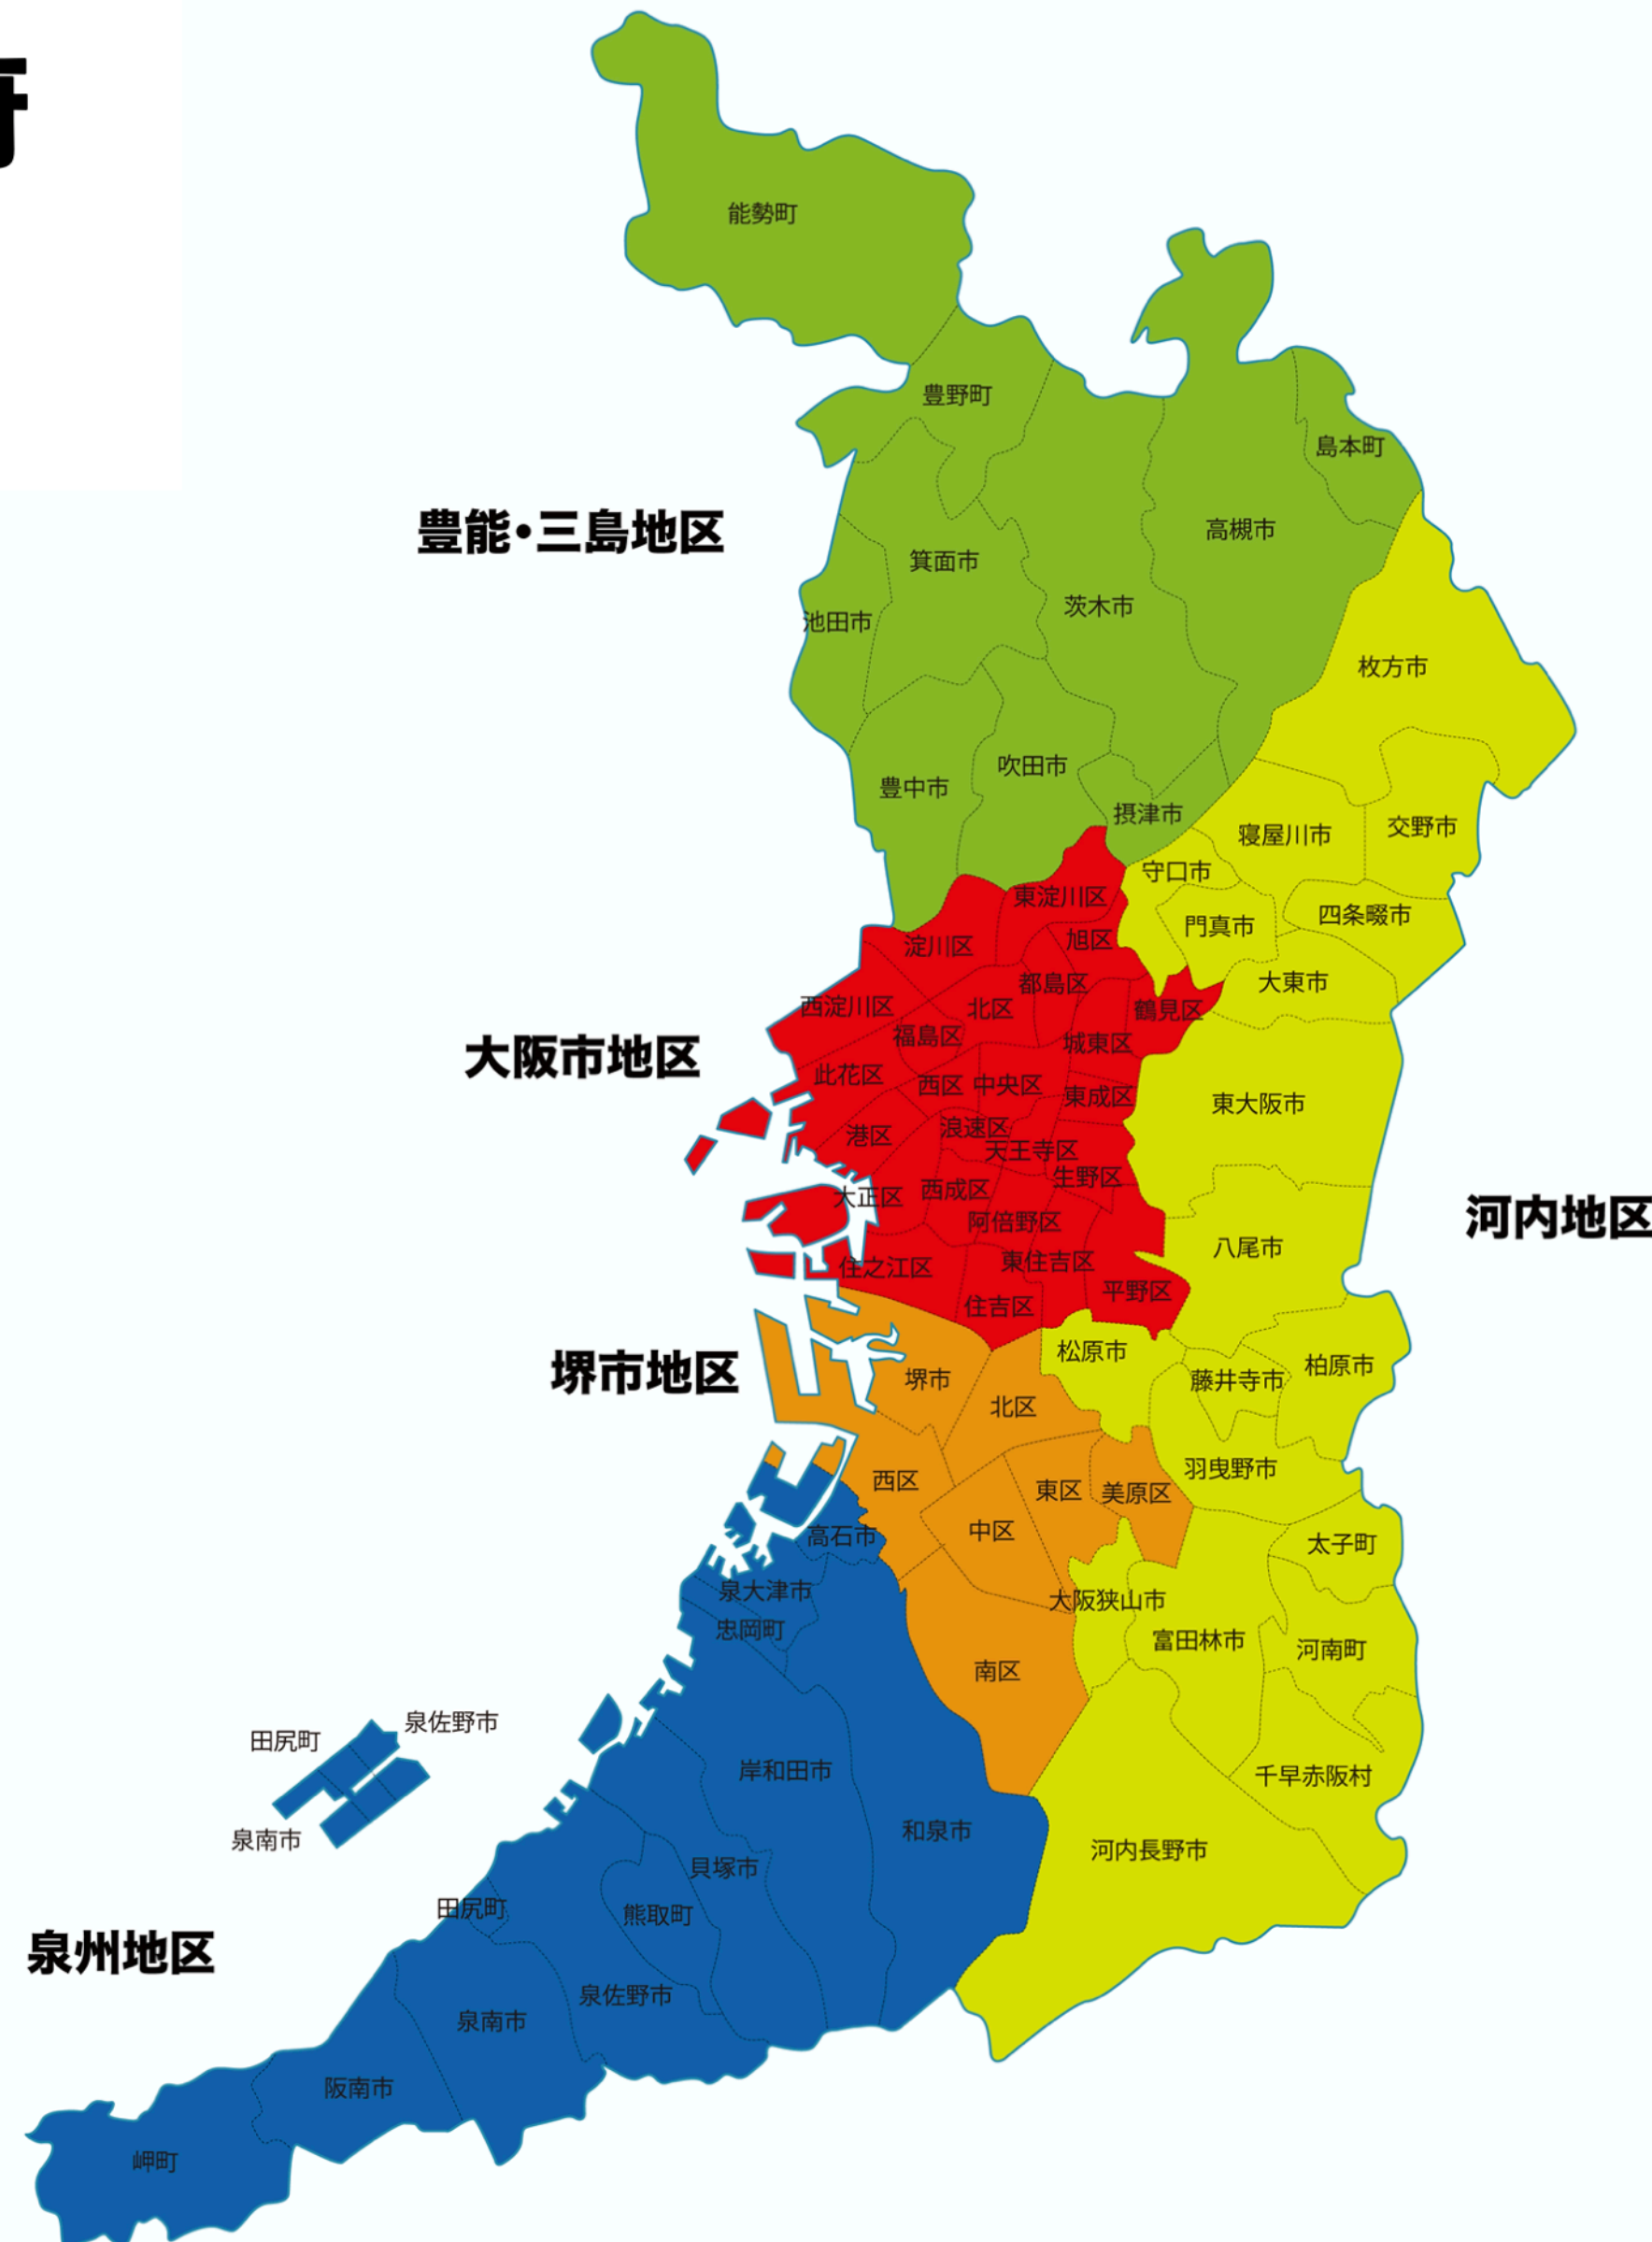 能勢町
豊野町
島本町
豊能・三島地区
高槻市
箕面市
茨木市
池田市
枚方市
吹田市
豊中市
摂津市
寝屋川市
交野市
守口市
東淀川区
四条畷市
門真市
旭区
淀川区
大東市
都島区
西淀川区
北区
鶴見区
福島区
城東区
大阪市地区
此花区
西区
中央区
東成区
東大阪市
浪速区
港区
天王寺区
生野区
西成区
大正区
河内地区
阿倍野区
八尾市
東住吉区
住之江区
平野区
住吉区
松原市
柏原市
堺市地区
堺市
藤井寺市
北区
羽曳野市
西区
東区
美原区
中区
高石市
太子町
泉大津市
大阪狭山市
忠岡町
富田林市
河南町
南区
泉佐野市
田尻町
岸和田市
千早赤阪村
和泉市
泉南市
河内長野市
貝塚市
田尻町
熊取町
泉州地区
泉佐野市
泉南市
阪南市
岬町